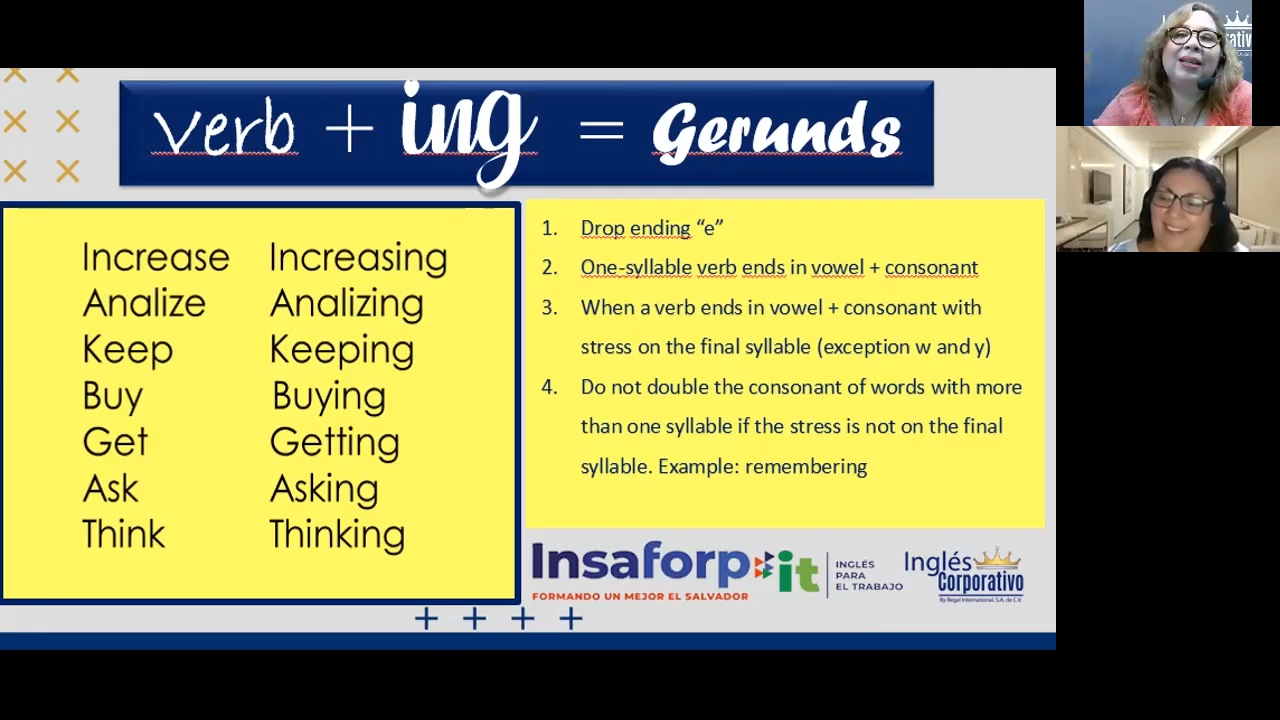 verb + ing = Gerunds
Increase Increasing
Analize Analizing
Keep Keeping
Buy Buying
Get Getting
Ask Asking
Think Thinking
1. Drop ending “e”
2. One-syllable verb ends in vowel + consonant
3. When a verb ends in vowel + consonant with
stress on the final syllable (exception w and y)
4. Do not double the consonant of words with more
than one syllable if the stress is not on the final
syllable. Example: remembering
Insaforp it
FORMANDO UN MEJOR EL SALVADOR
INGLÉS
PARA
EL TRABAJO
Inglés
Corporativo
By Regal International, S.A. de C.V.